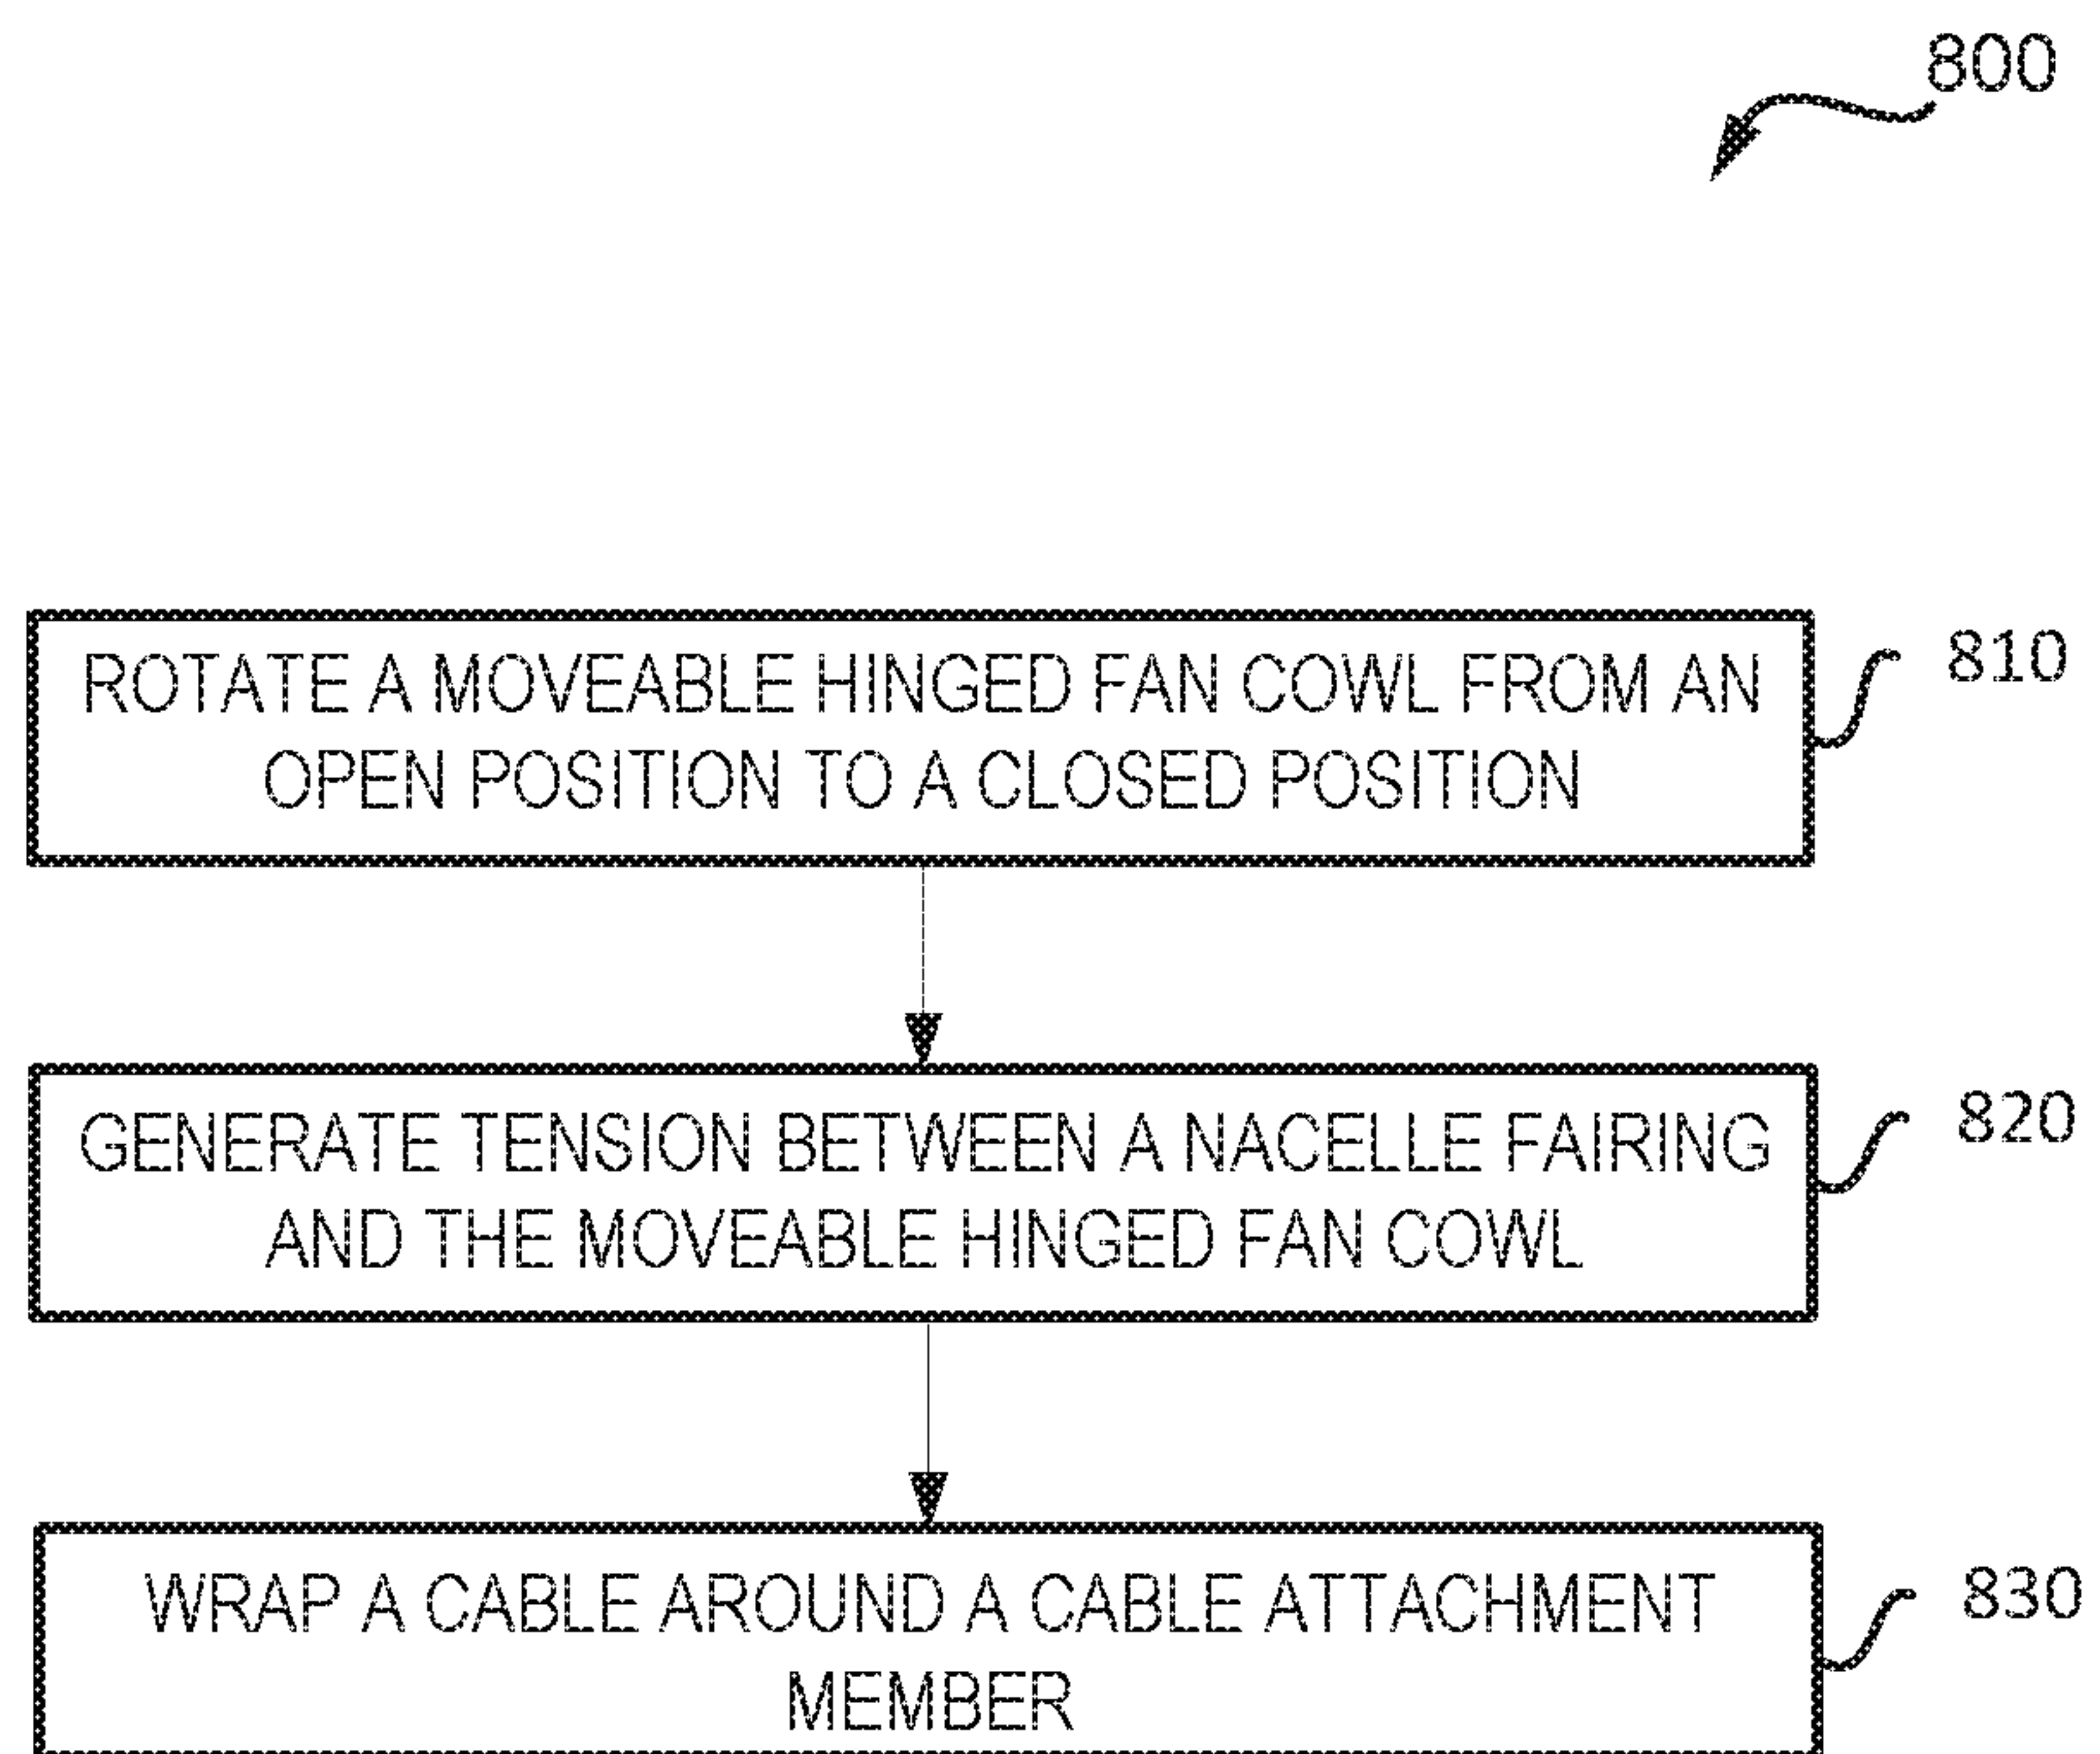 800
ROTATE A MOVEABLE HINGED FAN COWL FROM AN
OPEN POSITION TO A CLOSED POSITION
810
GENERATE TENSION BETWEEN A NACELLE FAIRING
AND THE MOVEABLE HINGED FAN COWL
820
WRAP A CABLE AROUND A CABLE ATTACHMENT
MEMBER
830